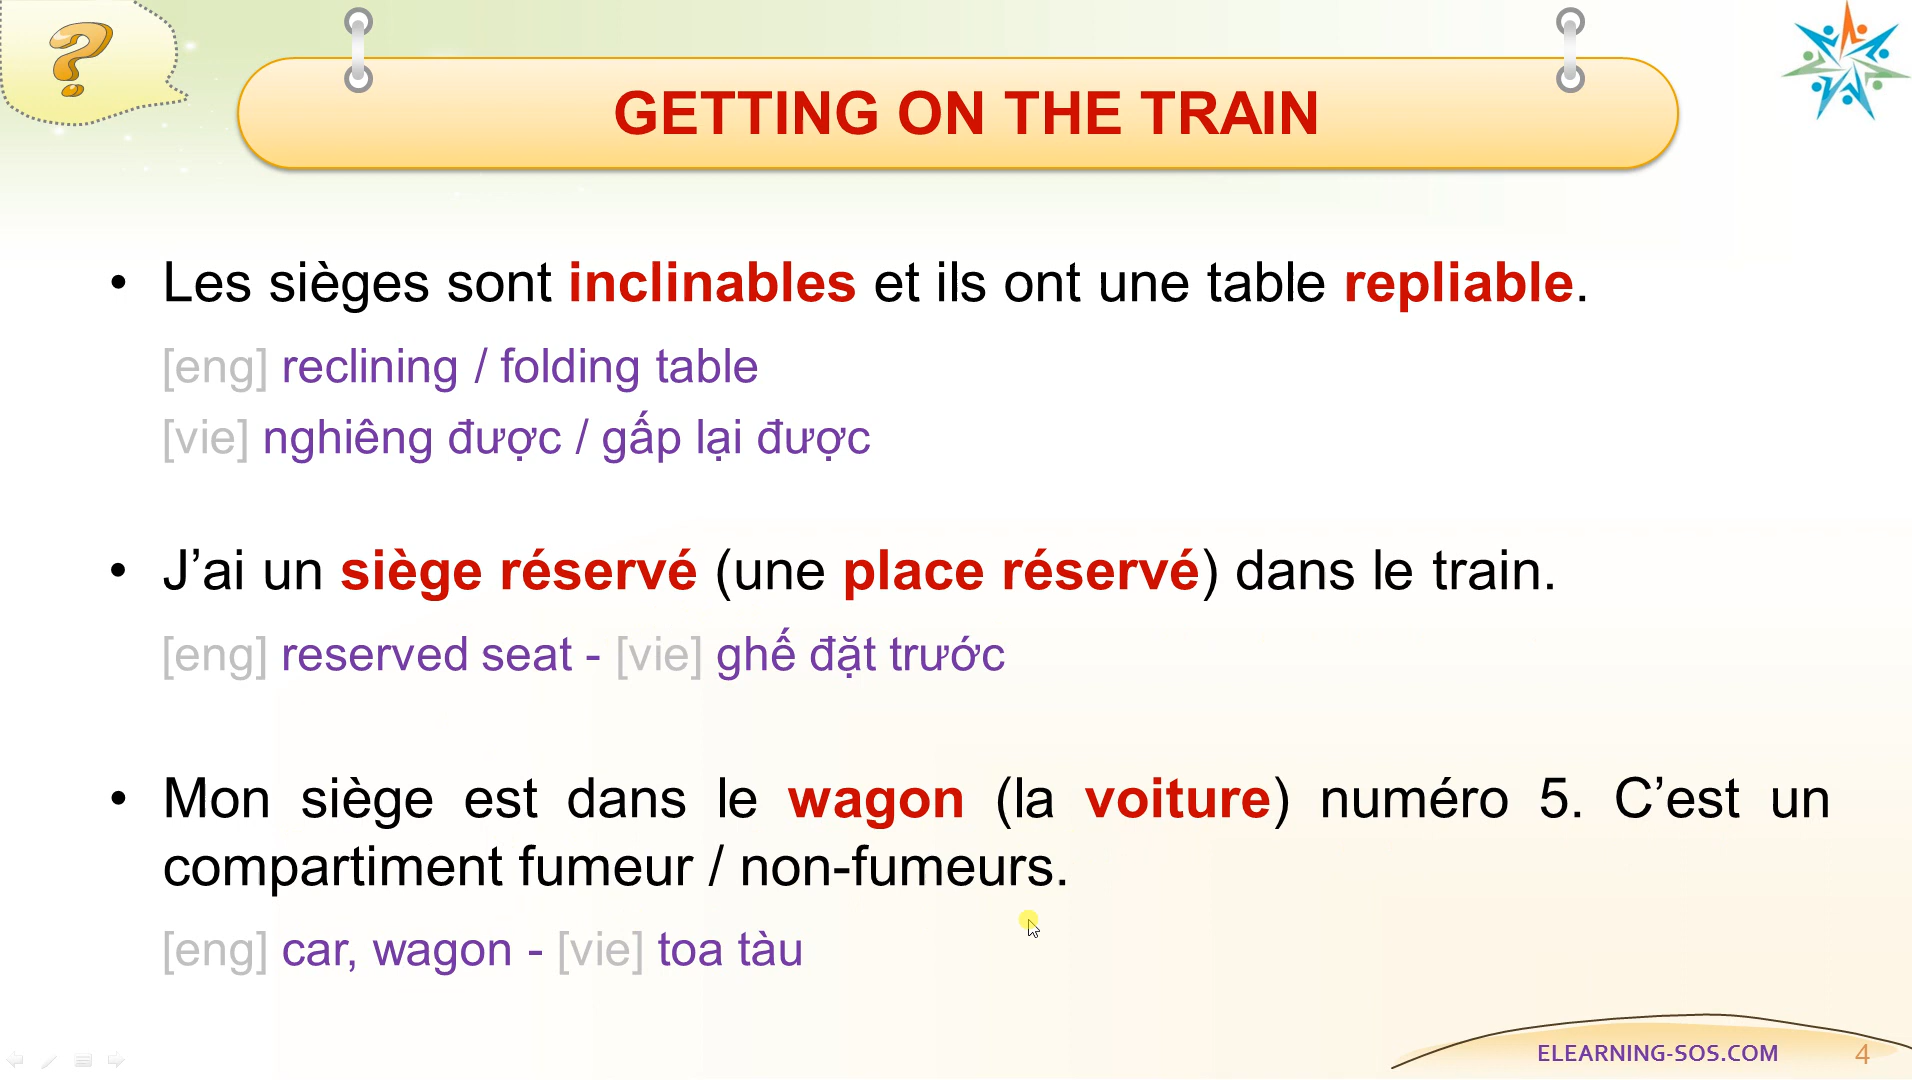 GETTING ON THE TRAIN
• Les sièges sont inclinables et ils ont une table repliable.
[eng] reclining / folding table
[vie] nghiêng được / gấp lại được
• J’ai un siège réservé (une place réservé) dans le train.
[eng] reserved seat - [vie] ghế đặt trước
• Mon siège est dans le wagon (la voiture) numéro 5. C’est un
compartiment fumeur / non-fumeurs.
[eng] car, wagon - [vie] toa tàu
ELEARNING-SOS.COM 4